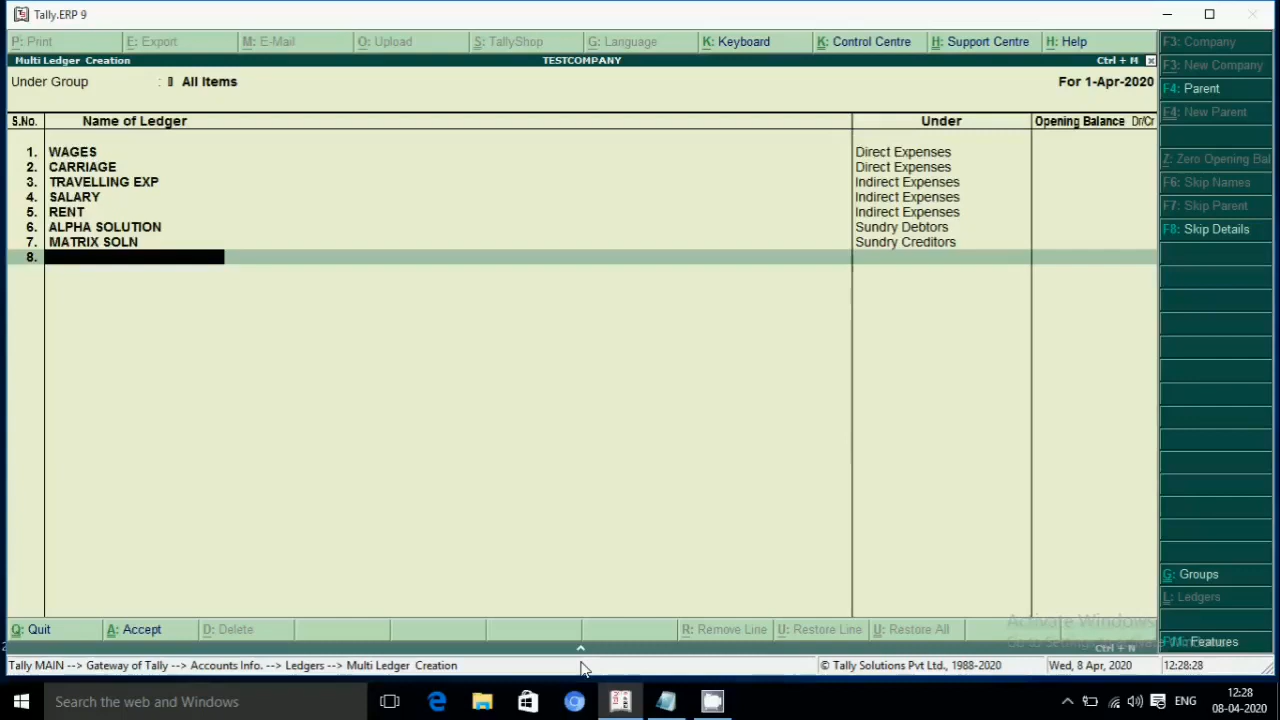 Tally.ERP 9
P: Print E: Export M: E-Mail O: Upload S: TallyShop G: Language K: Keyboard K: Control Centre H: Support Centre H: Help
F3: Company
Multi Ledger Creation TESTCOMPANY Ctrl + M
F3: New Company
Under Group : All Items For 1-Apr-2020
F4: Parent
F4: New Parent
S.No. Name of Ledger Under Opening Balance Dr/Cr
1. WAGES Direct Expenses
Z: Zero Opening Bal
2. CARRIAGE Direct Expenses
3. TRAVELLING EXP Indirect Expenses
F6: Skip Names
4. SALARY Indirect Expenses
F7: Skip Parent
5. RENT Indirect Expenses
6. ALPHA SOLUTION Sundry Debtors
F8: Skip Details
7. MATRIX SOLN Sundry Creditors
8.
G: Groups
L: Ledgers
Activate Windows
Q: Quit A: Accept D: Delete R: Remove Line U: Restore Line U: Restore All
Features
Ctrl + N
Tally MAIN --> Gateway of Tally --> Accounts Info. --> Ledgers --> Multi Ledger Creation © Tally Solutions Pvt Ltd., 1988-2020 Wed, 8 Apr, 2020 12:28:28
Search the web and Windows ENG 12:28
08-04-2020